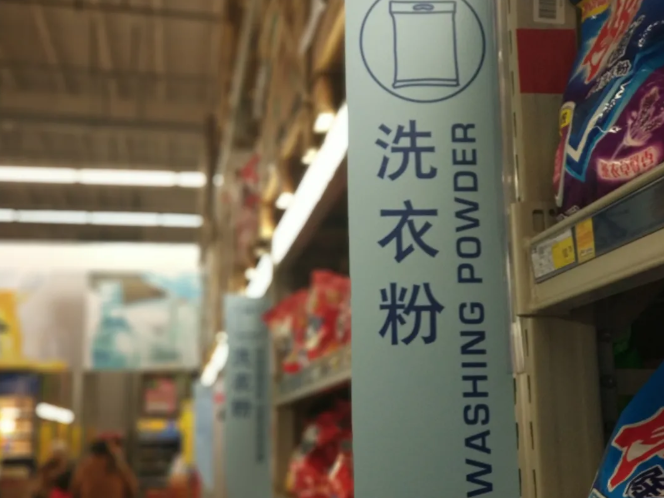 洗衣粉
WASHING POWDER